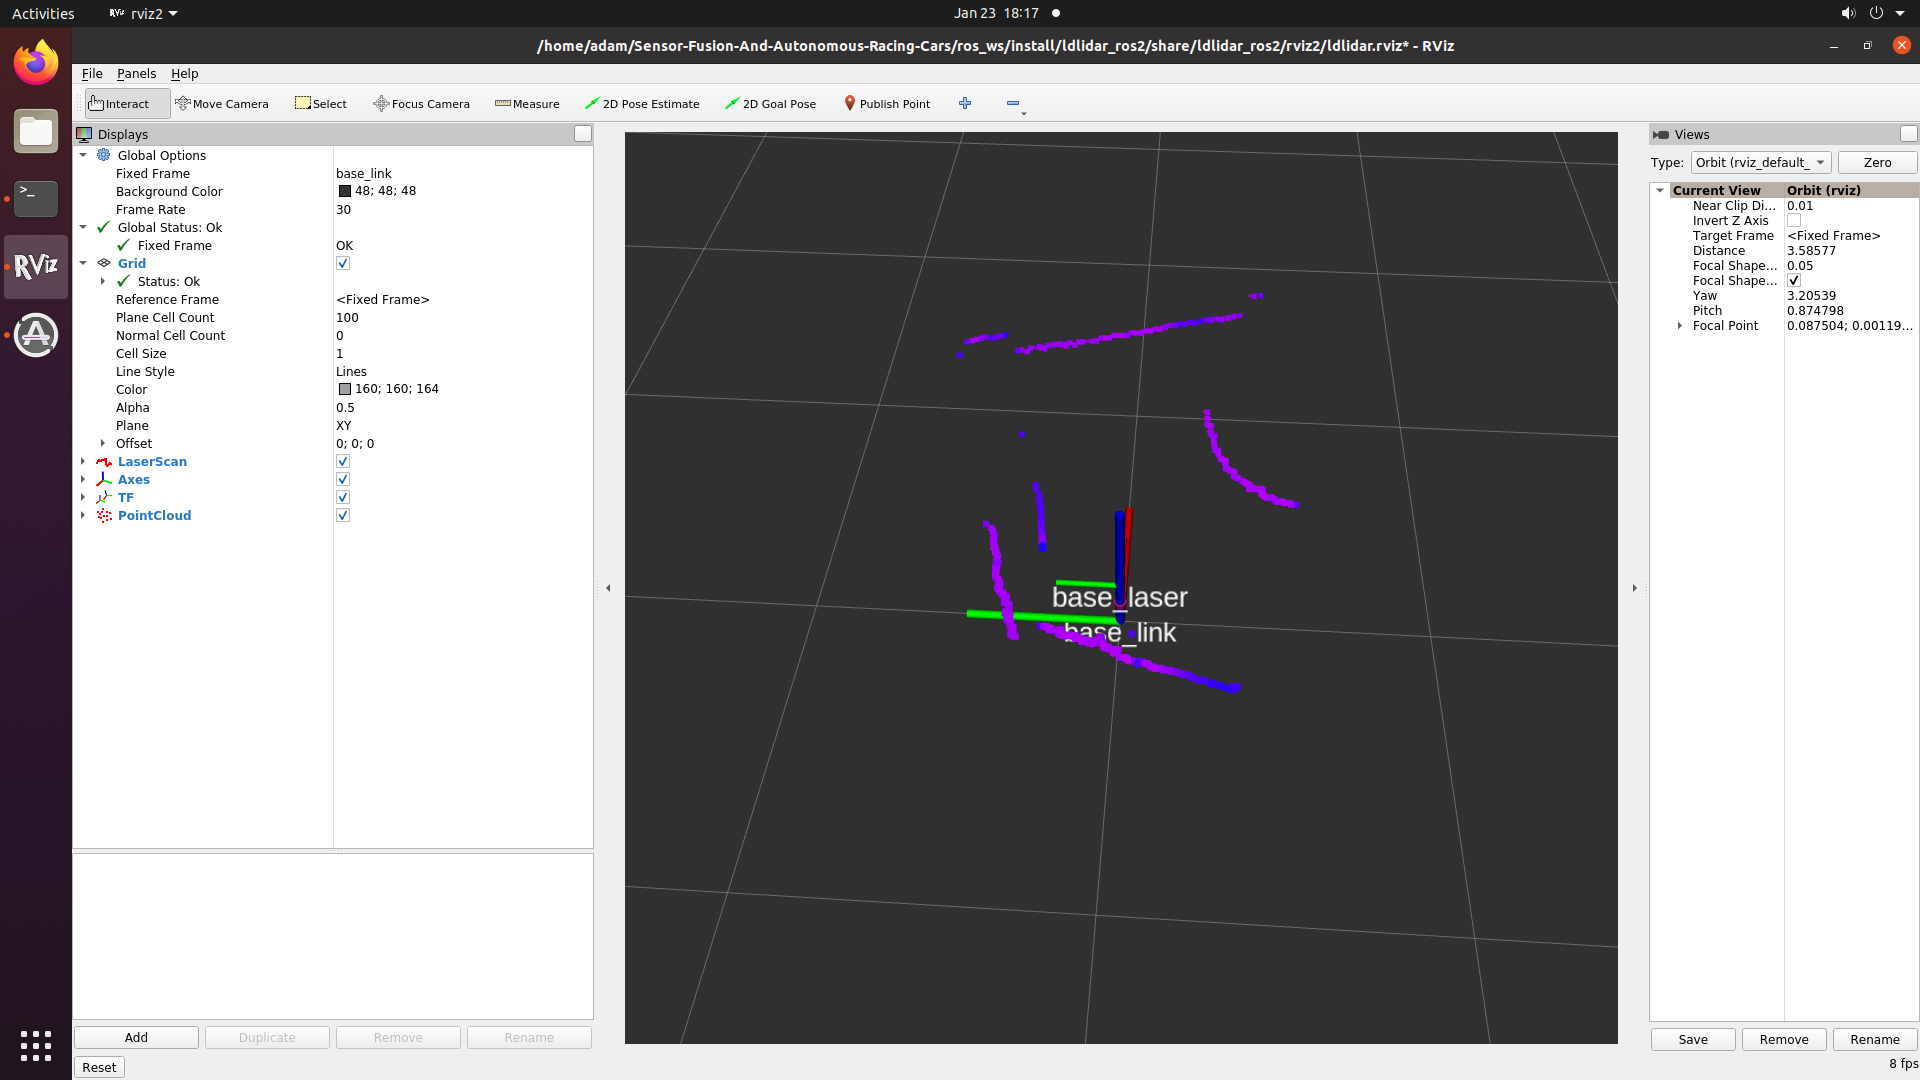 Activities
RViz rviz2
Jan 23 18:17
/home/adam/Sensor-Fusion-And-Autonomous-Racing-Cars/ros_ws/install/ldlidar_ros2/share/ldlidar_ros2/rviz2/ldlidar.rviz* - RViz
File Panels Help
Interact Move Camera Select Focus Camera Measure 2D Pose Estimate 2D Goal Pose Publish Point
Displays
Global Options
Fixed Frame base_link
Background Color 48; 48; 48
Frame Rate 30
Global Status: Ok
Fixed Frame OK
Grid
Status: Ok
Reference Frame <Fixed Frame>
Plane Cell Count 100
Normal Cell Count 0
Cell Size 1
Line Style Lines
Color 160; 160; 164
Alpha 0.5
Plane XY
Offset 0; 0; 0
LaserScan
Axes
TF
PointCloud
Add Duplicate Remove Rename
Reset
RViz
base_laser
base_link
Views
Type: Orbit (rviz_default_ Zero
Current View Orbit (rviz)
Near Clip Di... 0.01
Invert Z Axis
Target Frame <Fixed Frame>
Distance 3.58577
Focal Shape... 0.05
Focal Shape...
Yaw 3.20539
Pitch 0.874798
Focal Point 0.087504; 0.00119...
Save Remove Rename
8 fps